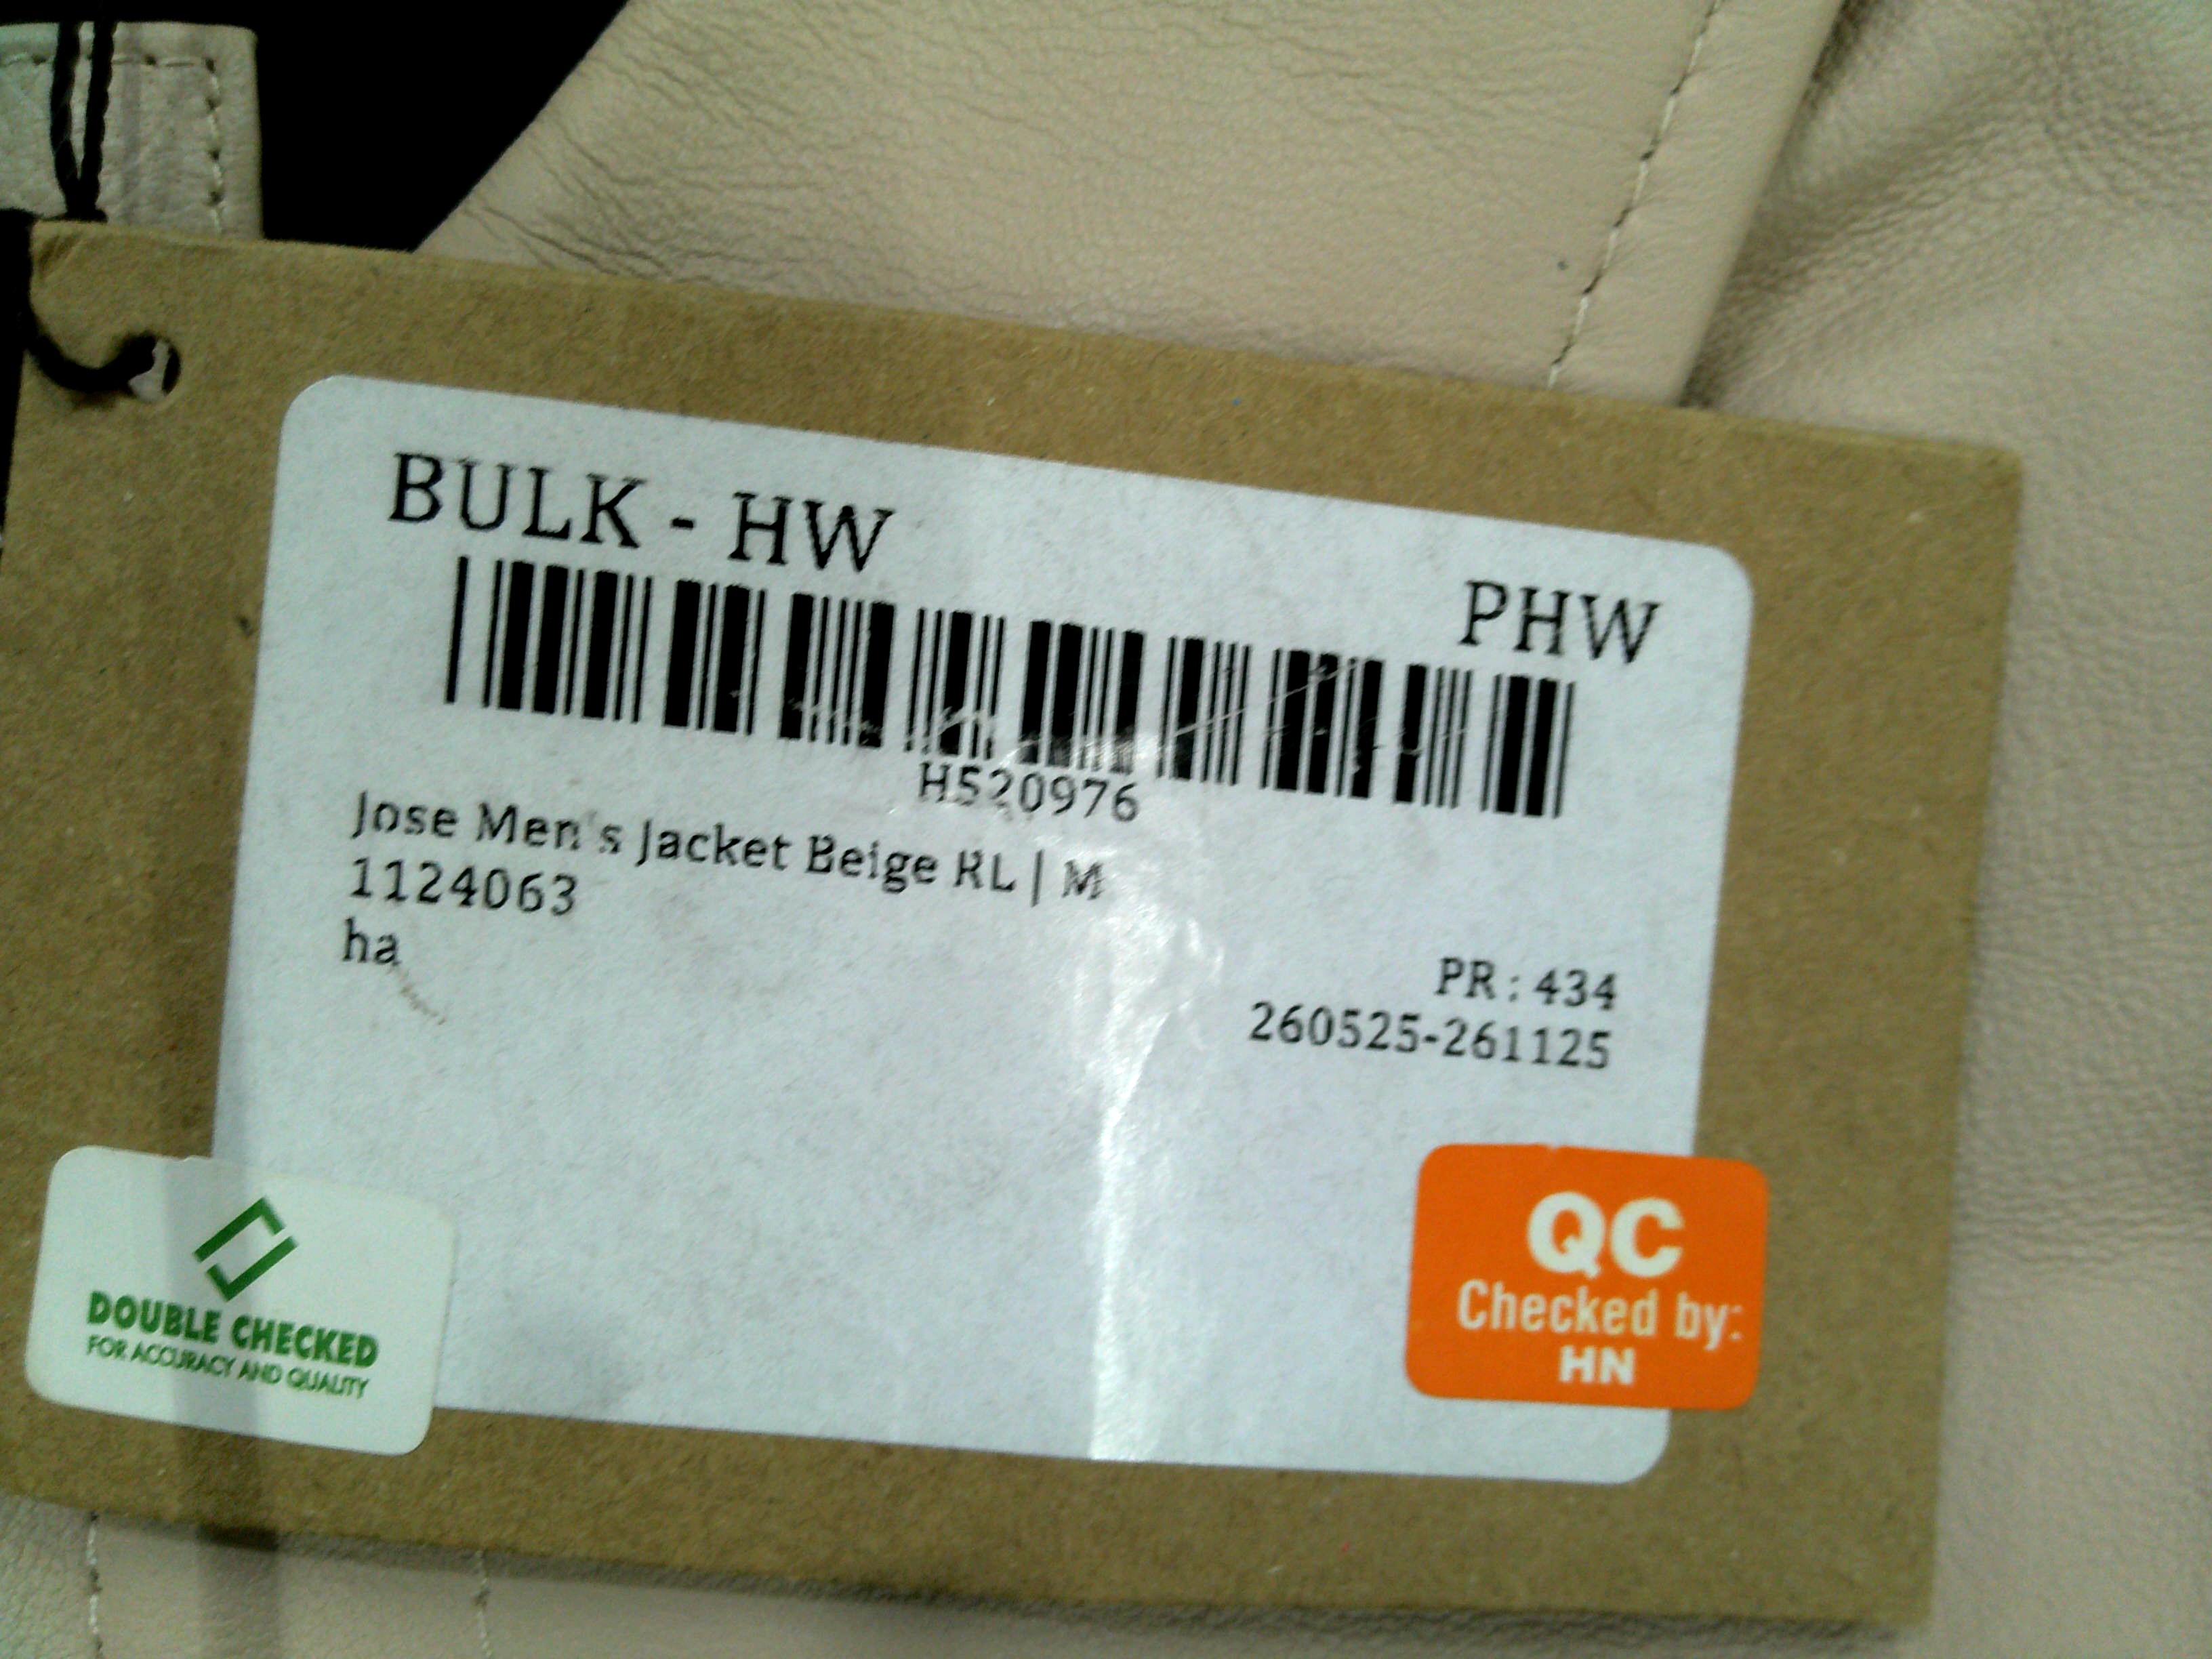 BULK - HW
PHW
H520976
Jose Men's Jacket Beige RL | M
1124063
ha
PR : 434
260525-261125
DOUBLE CHECKED
FOR ACCURACY AND QUALITY
QC
Checked by:
HN